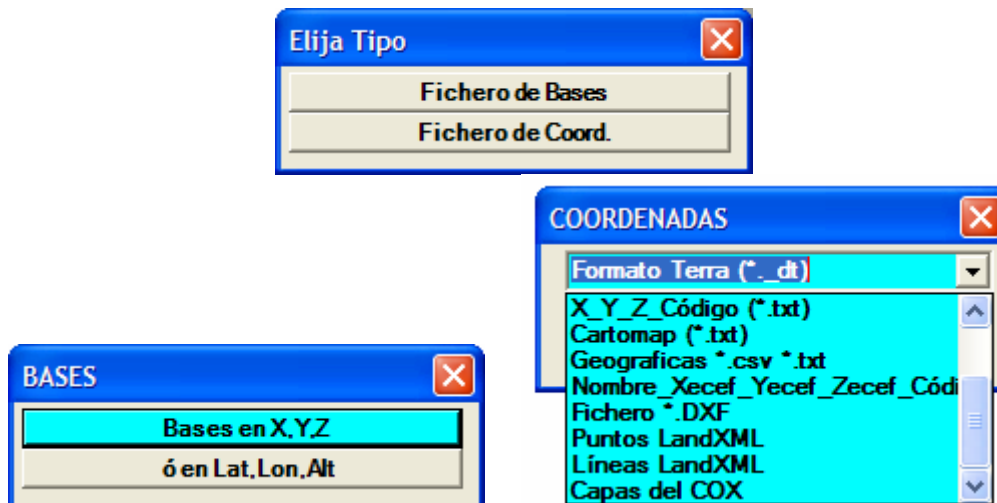 Elija Tipo
Fichero de Bases
Fichero de Coord.
COORDENADAS
Formato Terra (*._dt)
X_Y_Z_Código (*.txt)
Cartomap (*.txt)
Geograficas *.csv *.txt
Nombre_Xecef_Yecef_Zecef_Códi
Fichero *.DXF
Puntos LandXML
Líneas LandXML
Capas del COX
BASES
Bases en X,Y,Z
ó en Lat,Lon,Alt